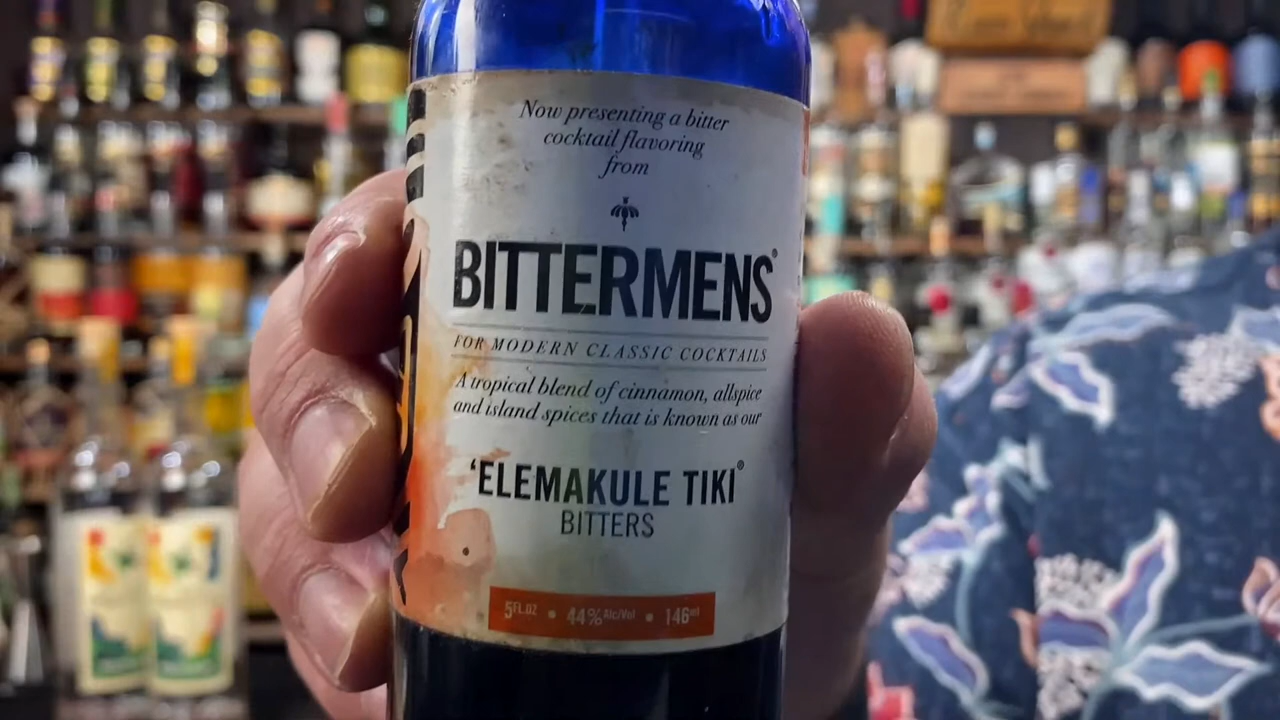 Now presenting a bitter
cocktail flavoring
from
BITTERMENS®
FOR MODERN CLASSIC COCKTAILS
A tropical blend of cinnamon, allspice
and island spices that is known as our
‘ELEMAKULE TIKI®
BITTERS
5FL.OZ • 44%Alc/Vol • 146ml